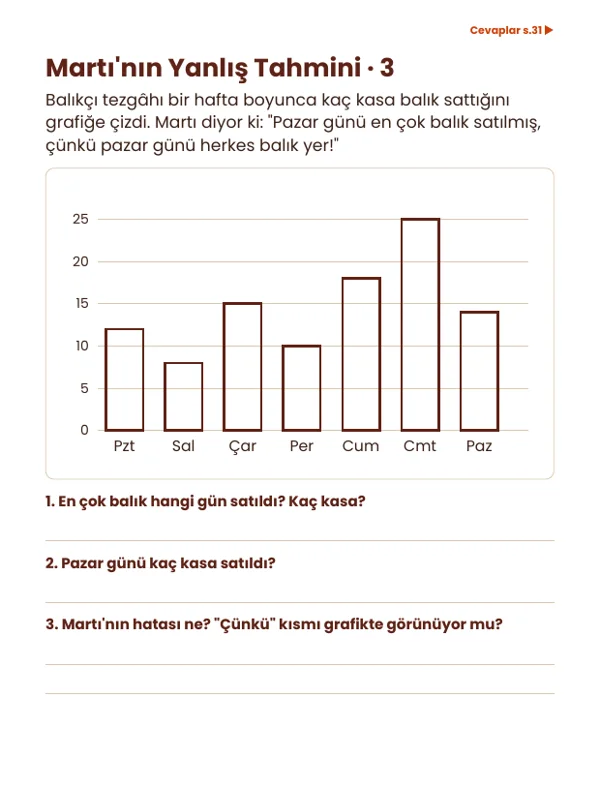 Cevaplar s.31 ▶
Martı'nın Yanlış Tahmini · 3
Balıkçı tezgâhı bir hafta boyunca kaç kasa balık sattığını
grafiğe çizdi. Martı diyor ki: "Pazar günü en çok balık satılmış,
çünkü pazar günü herkes balık yer!"
25
20
15
10
5
0
Pzt Sal Çar Per Cum Cmt Paz
1. En çok balık hangi gün satıldı? Kaç kasa?
2. Pazar günü kaç kasa satıldı?
3. Martı'nın hatası ne? "Çünkü" kısmı grafikte görünüyor mu?